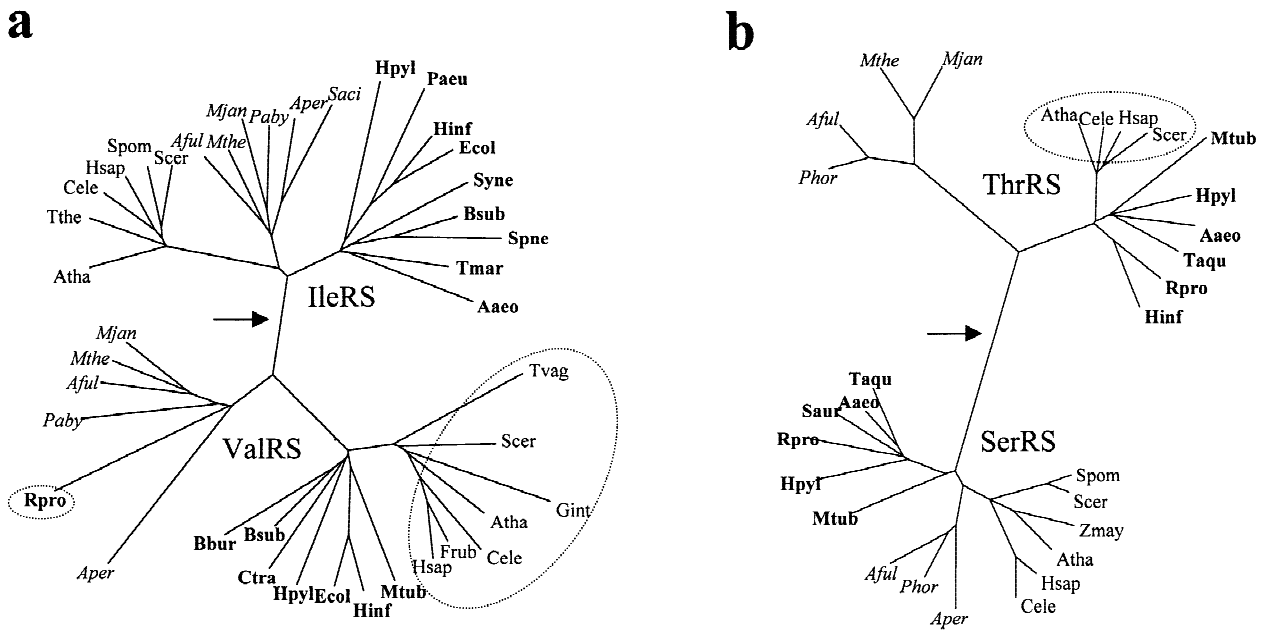 a
Hpyl
Paeu
Saci
Aper
Mjan
Paby
Aful
Mthe
Hinf
Ecol
Spom
Scer
Hsap
Cele
Tthe
Atha
Syne
Bsub
Spne
Tmar
Aaeo
IleRS
Mjan
Mthe
Aful
Paby
Rpro
Aper
ValRS
Tvag
Scer
Gint
Atha
Cele
Frub
Hsap
Bbur
Bsub
Ctra
Hpyl
Ecol
Hinf
Mtub
b
Mthe
Mjan
Aful
Phor
Atha
Cele
Hsap
Scer
Mtub
ThrRS
Hpyl
Aaeo
Taqu
Rpro
Hinf
Taqu
Aaeo
Saur
Rpro
Hpyl
Mtub
SerRS
Spom
Scer
Zmay
Atha
Hsap
Cele
Aful
Phor
Aper